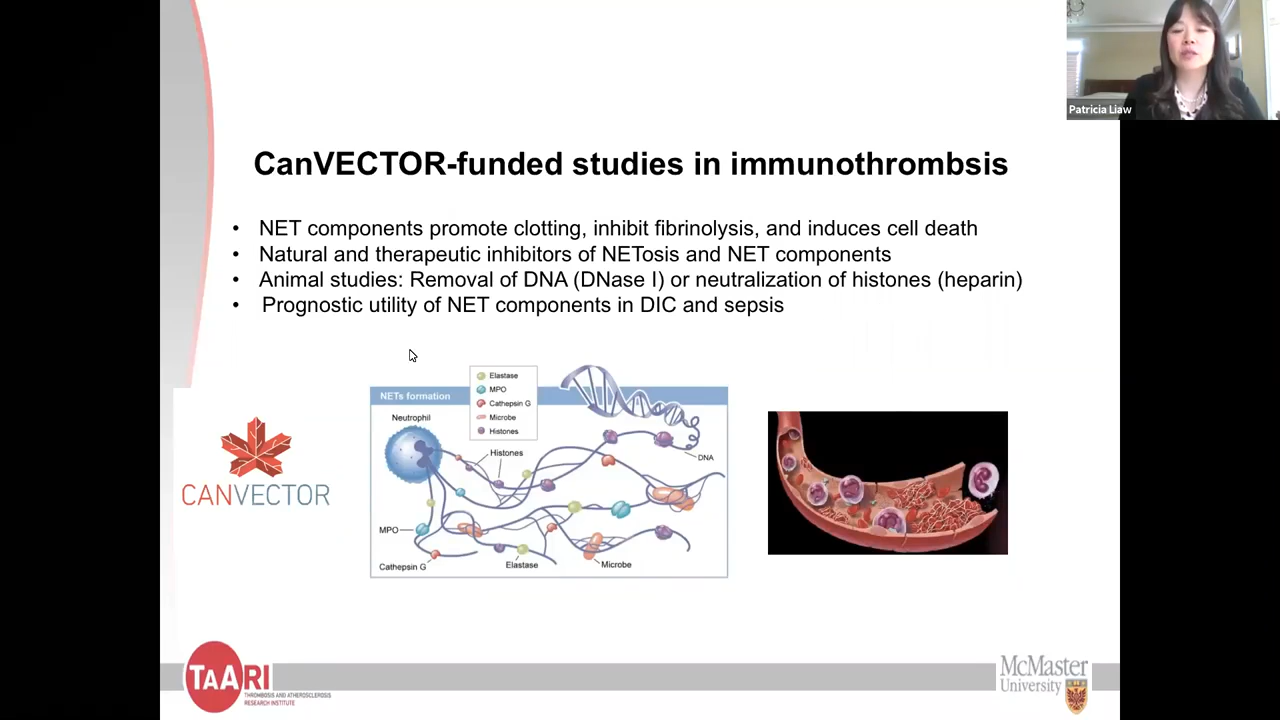 Patricia Liaw
CanVECTOR-funded studies in immunothrombsis
• NET components promote clotting, inhibit fibrinolysis, and induces cell death
• Natural and therapeutic inhibitors of NETosis and NET components
• Animal studies: Removal of DNA (DNase I) or neutralization of histones (heparin)
• Prognostic utility of NET components in DIC and sepsis
NETs formation
Elastase
MPO
Cathepsin G
Microbe
Histones
Neutrophil
Histones
DNA
MPO
Cathepsin G
Elastase
Microbe
CANVECTOR
TAARI
THROMBOSIS AND ATHEROSCLEROSIS
RESEARCH INSTITUTE
McMaster
University